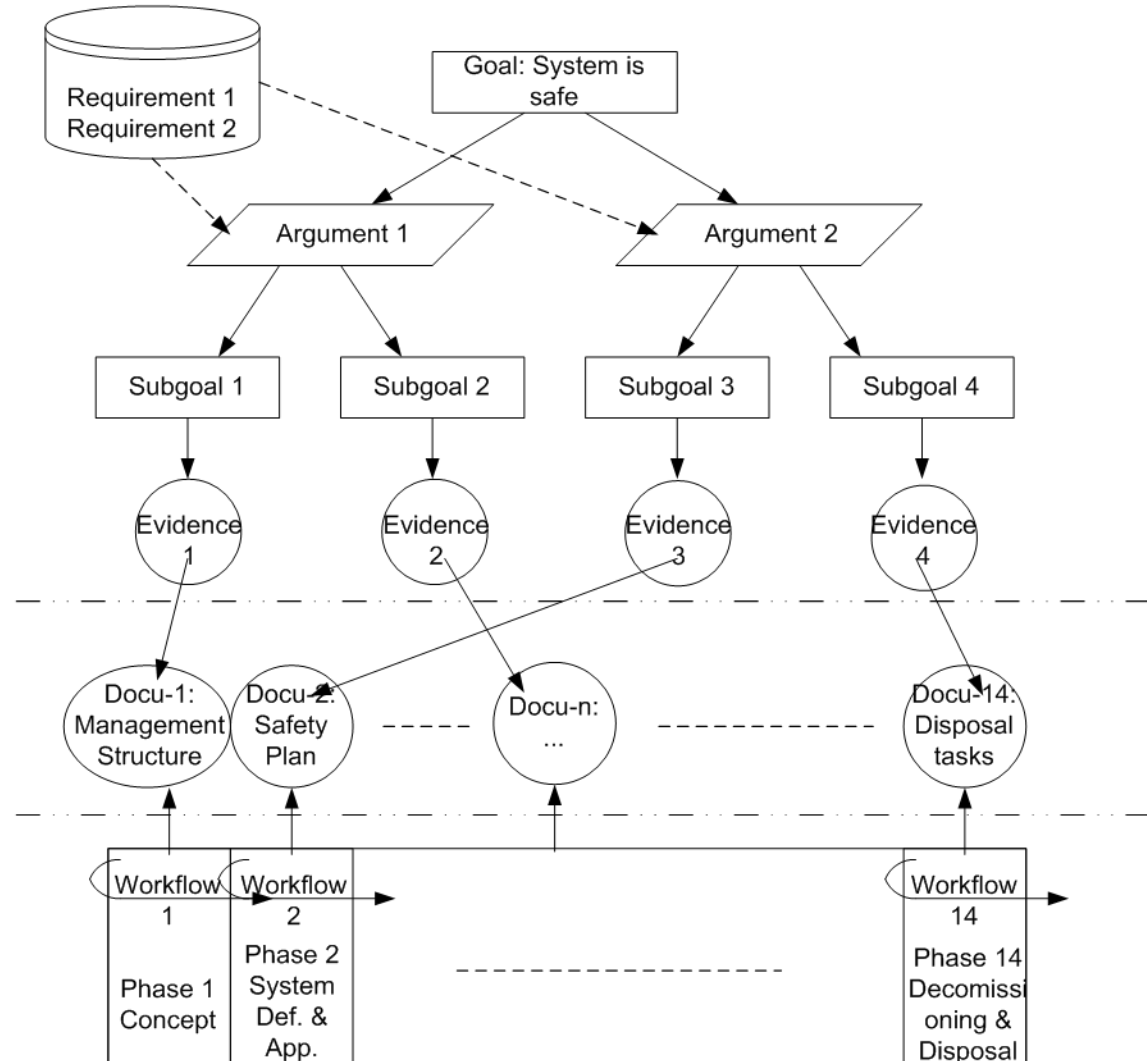 Goal: System is
safe
Requirement 1
Requirement 2
Argument 1
Argument 2
Subgoal 1
Subgoal 2
Subgoal 3
Subgoal 4
Evidence
1
Evidence
2
Evidence
3
Evidence
4
Docu-1:
Management
Structure
Docu-2:
Safety
Plan
Docu-n:
...
Docu-14:
Disposal
tasks
Workflow
1
Phase 1
Concept
Workflow
2
Phase 2
System
Def. &
App.
Workflow
14
Phase 14
Decomissi
oning &
Disposal